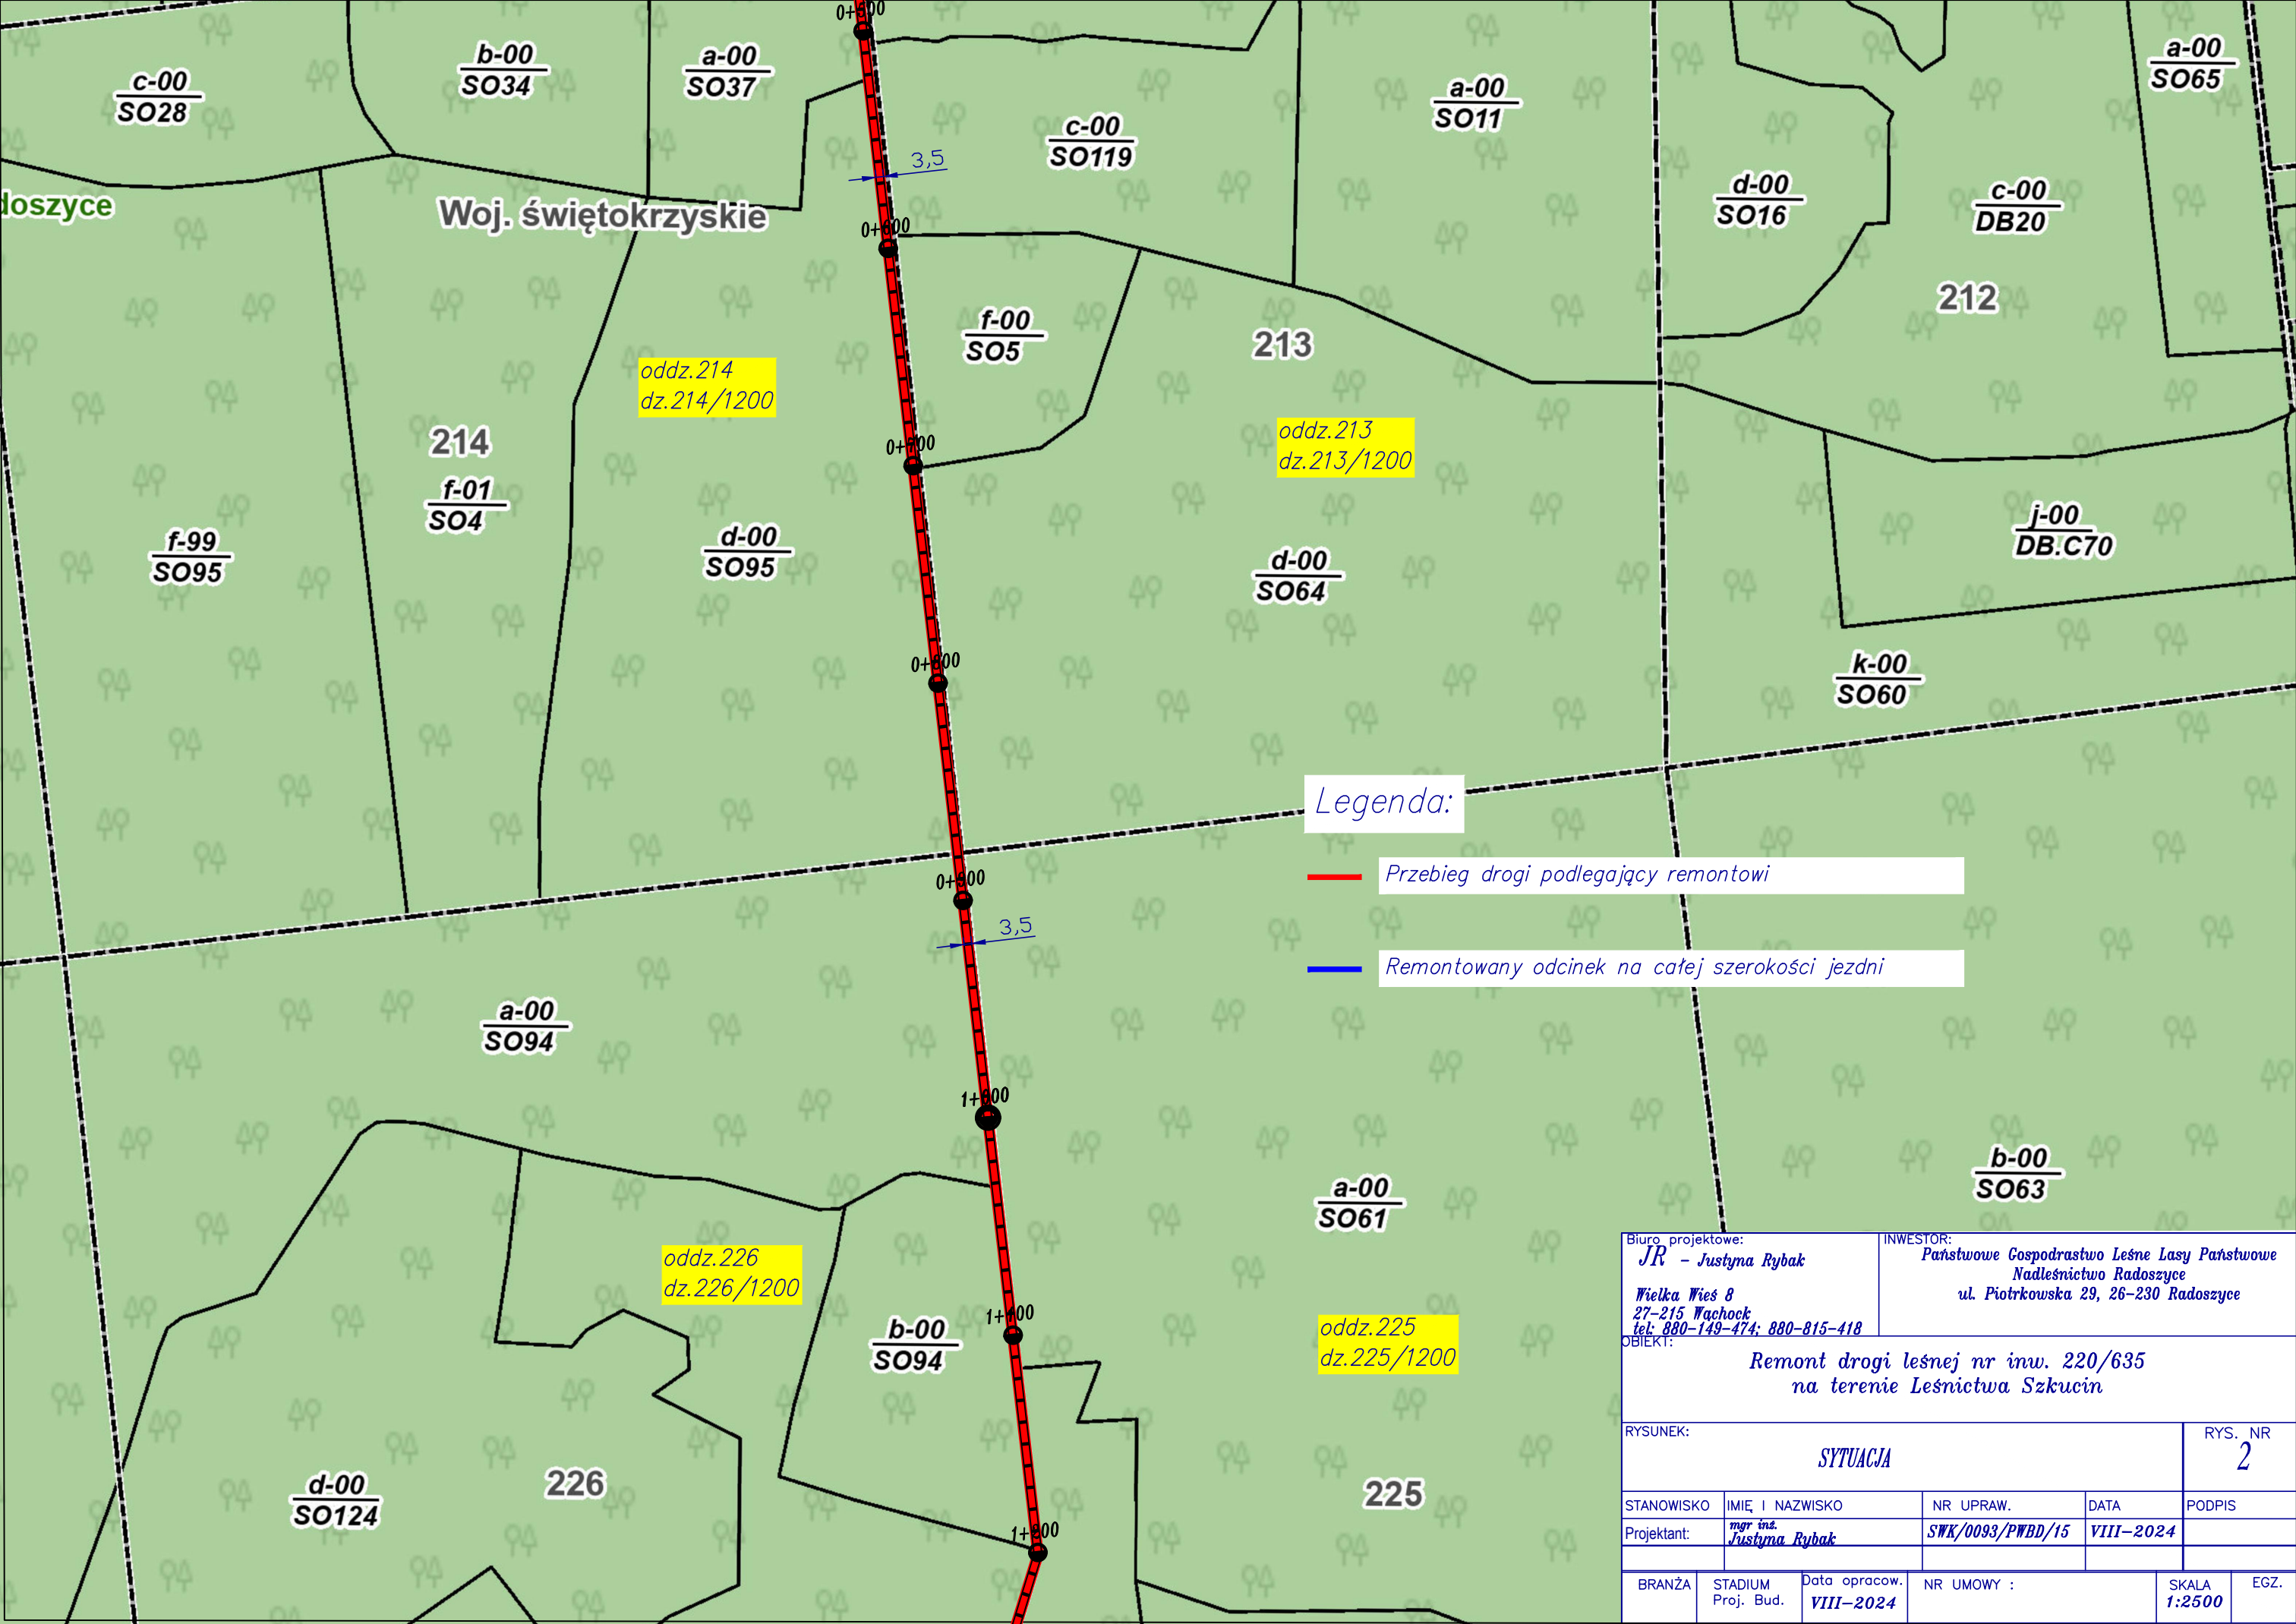 0+500
c-00
SO28
b-00
SO34
a-00
SO37
c-00
SO119
a-00
SO11
a-00
SO65
3,5
d-00
SO16
c-00
DB20
doszyce
Woj. świętokrzyskie
0+600
212
f-00
SO5
213
oddz.214
dz.214/1200
214
f-01
SO4
0+700
oddz.213
dz.213/1200
f-99
SO95
d-00
SO95
d-00
SO64
j-00
DB.C70
0+800
k-00
SO60
Legenda:
Przebieg drogi podlegający remontowi
Remontowany odcinek na całej szerokości jezdni
0+900
3,5
a-00
SO94
1+000
a-00
SO61
b-00
SO63
oddz.226
dz.226/1200
1+100
b-00
SO94
oddz.225
dz.225/1200
d-00
SO124
226
225
1+200
Biuro projektowe:
JR - Justyna Rybak
Wielka Wieś 8
27-215 Wąchock
tel: 880-149-474; 880-815-418
INWESTOR:
Państwowe Gospodrastwo Leśne Lasy Państwowe
Nadleśnictwo Radoszyce
ul. Piotrkowska 29, 26-230 Radoszyce
OBIEKT:
Remont drogi leśnej nr inw. 220/635
na terenie Leśnictwa Szkucin
RYSUNEK:
SYTUACJA
RYS. NR
2
STANOWISKO IMIĘ I NAZWISKO NR UPRAW. DATA PODPIS
Projektant: mgr inż. Justyna Rybak SWK/0093/PWBD/15 VIII-2024
BRANŻA
STADIUM
Proj. Bud.
Data opracow.
VIII-2024
NR UMOWY :
SKALA
1:2500
EGZ.